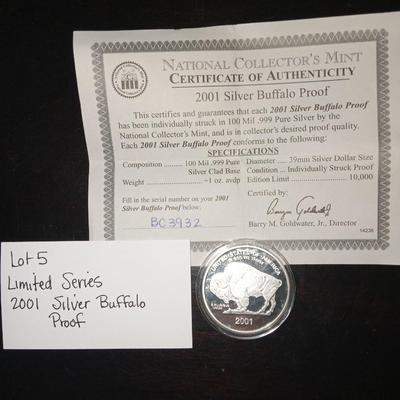 NATIONAL COLLECTOR'S MINT
CERTIFICATE OF AUTHENTICITY
2001 Silver Buffalo Proof
This certifies and guarantees that each 2001 Silver Buffalo Proof
has been individually struck in 100 Mil .999 Pure Silver by the
National Collector's Mint, and is in collector's desired proof quality.
Each 2001 Silver Buffalo Proof conforms to the following:
SPECIFICATIONS
Composition .......... 100 Mil .999 Pure
Silver Clad Base
Weight .................. ~1 oz. avdp
Diameter ..... 39mm Silver Dollar Size
Condition ... Individually Struck Proof
Edition Limit ..................... 10,000
Fill in the serial number on your 2001
Silver Buffalo Proof below:
BC3932
Certified by:
Barry M. Goldwater, Jr., Director
14236
Lot 5
Limited Series
2001 Silver Buffalo
Proof
UNITED STATES OF AMERICA
2001